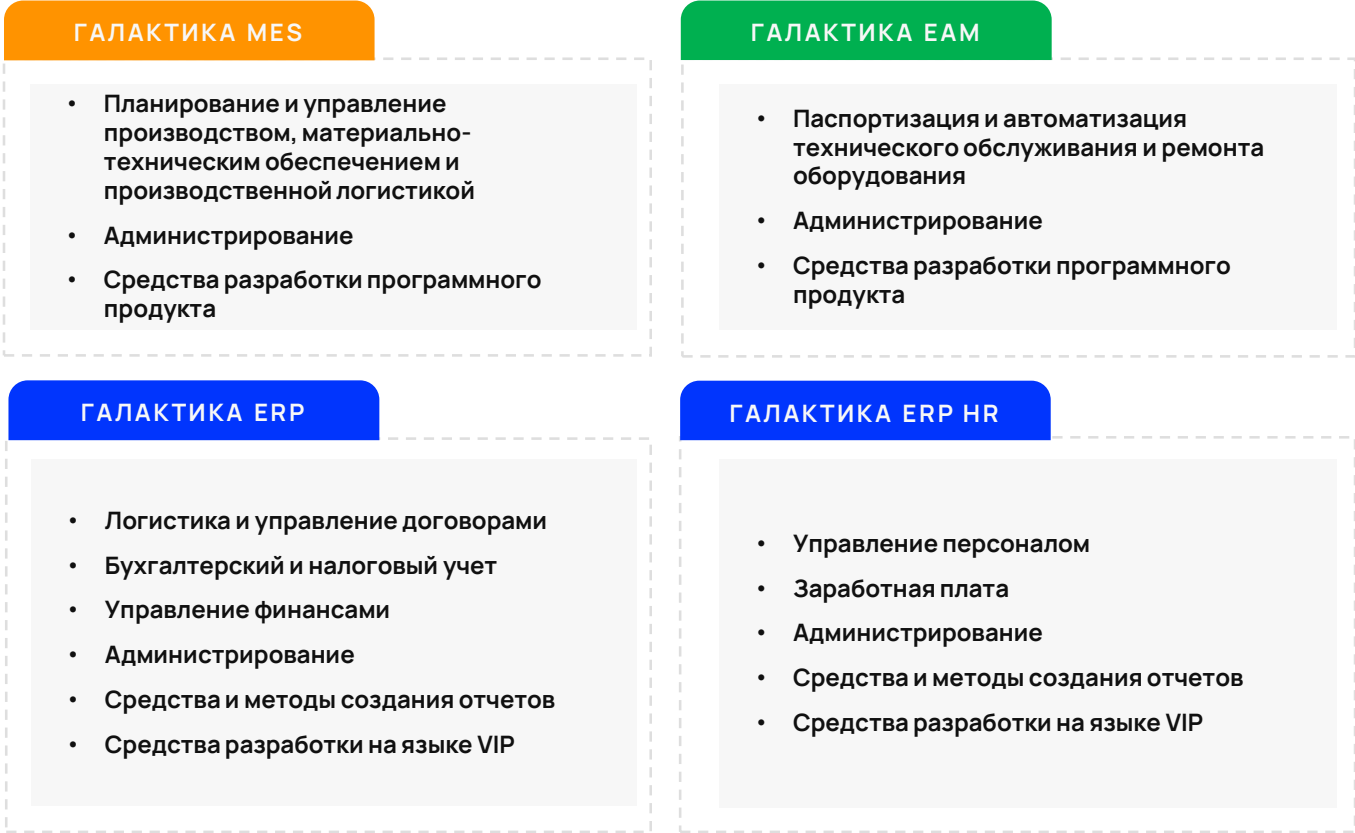 ГАЛАКТИКА MES
• Планирование и управление
производством, материально-
техническим обеспечением и
производственной логистикой
• Администрирование
• Средства разработки программного
продукта
ГАЛАКТИКА EAM
• Паспортизация и автоматизация
технического обслуживания и ремонта
оборудования
• Администрирование
• Средства разработки программного
продукта
ГАЛАКТИКА ERP
• Логистика и управление договорами
• Бухгалтерский и налоговый учет
• Управление финансами
• Администрирование
• Средства и методы создания отчетов
• Средства разработки на языке VIP
ГАЛАКТИКА ERP HR
• Управление персоналом
• Заработная плата
• Администрирование
• Средства и методы создания отчетов
• Средства разработки на языке VIP